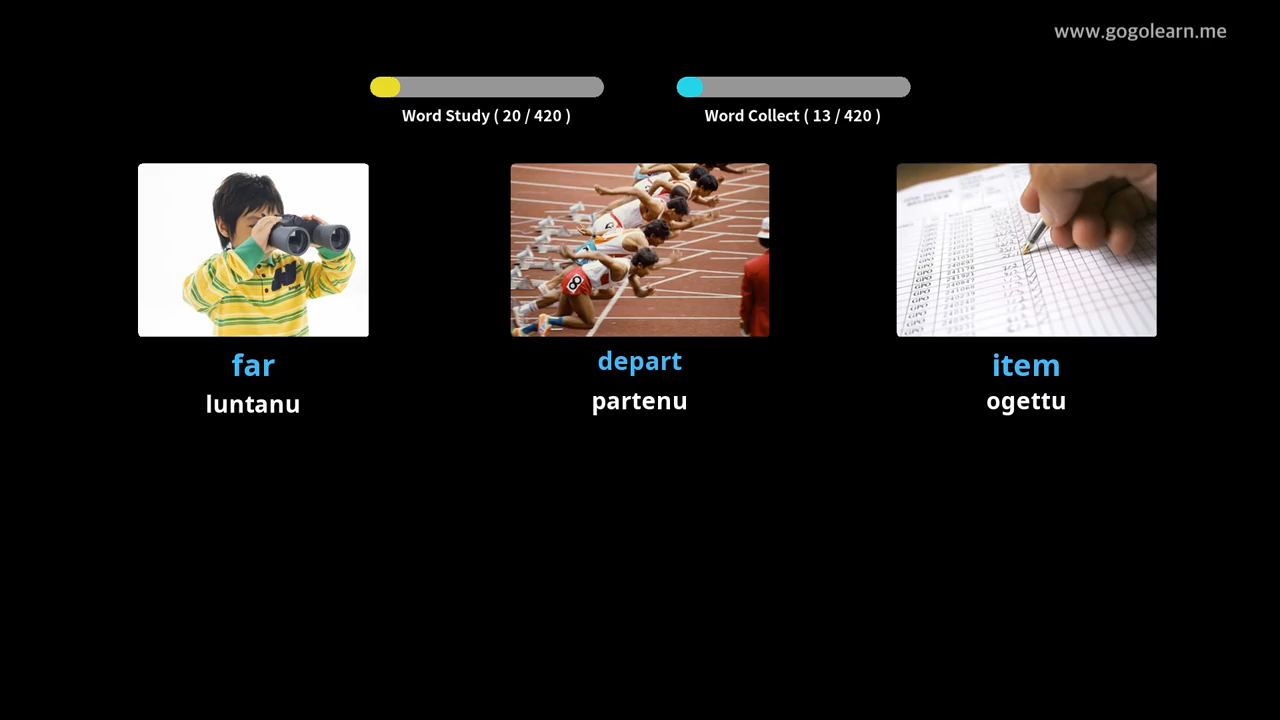 www.gogolearn.me
Word Study ( 20 / 420 )
Word Collect ( 13 / 420 )
far
luntanu
depart
partenu
item
ogettu